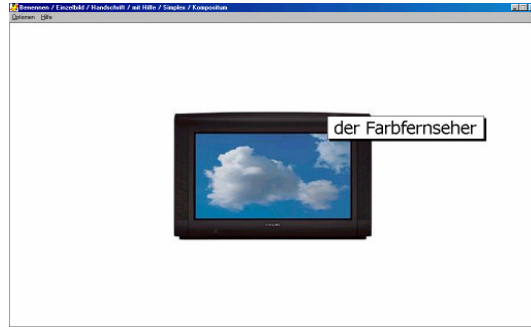 Benennen / Einzelbild / Handschrift / mit Hilfe / Simplex / Kompositum
Optionen Hilfe
der Farbfernseher